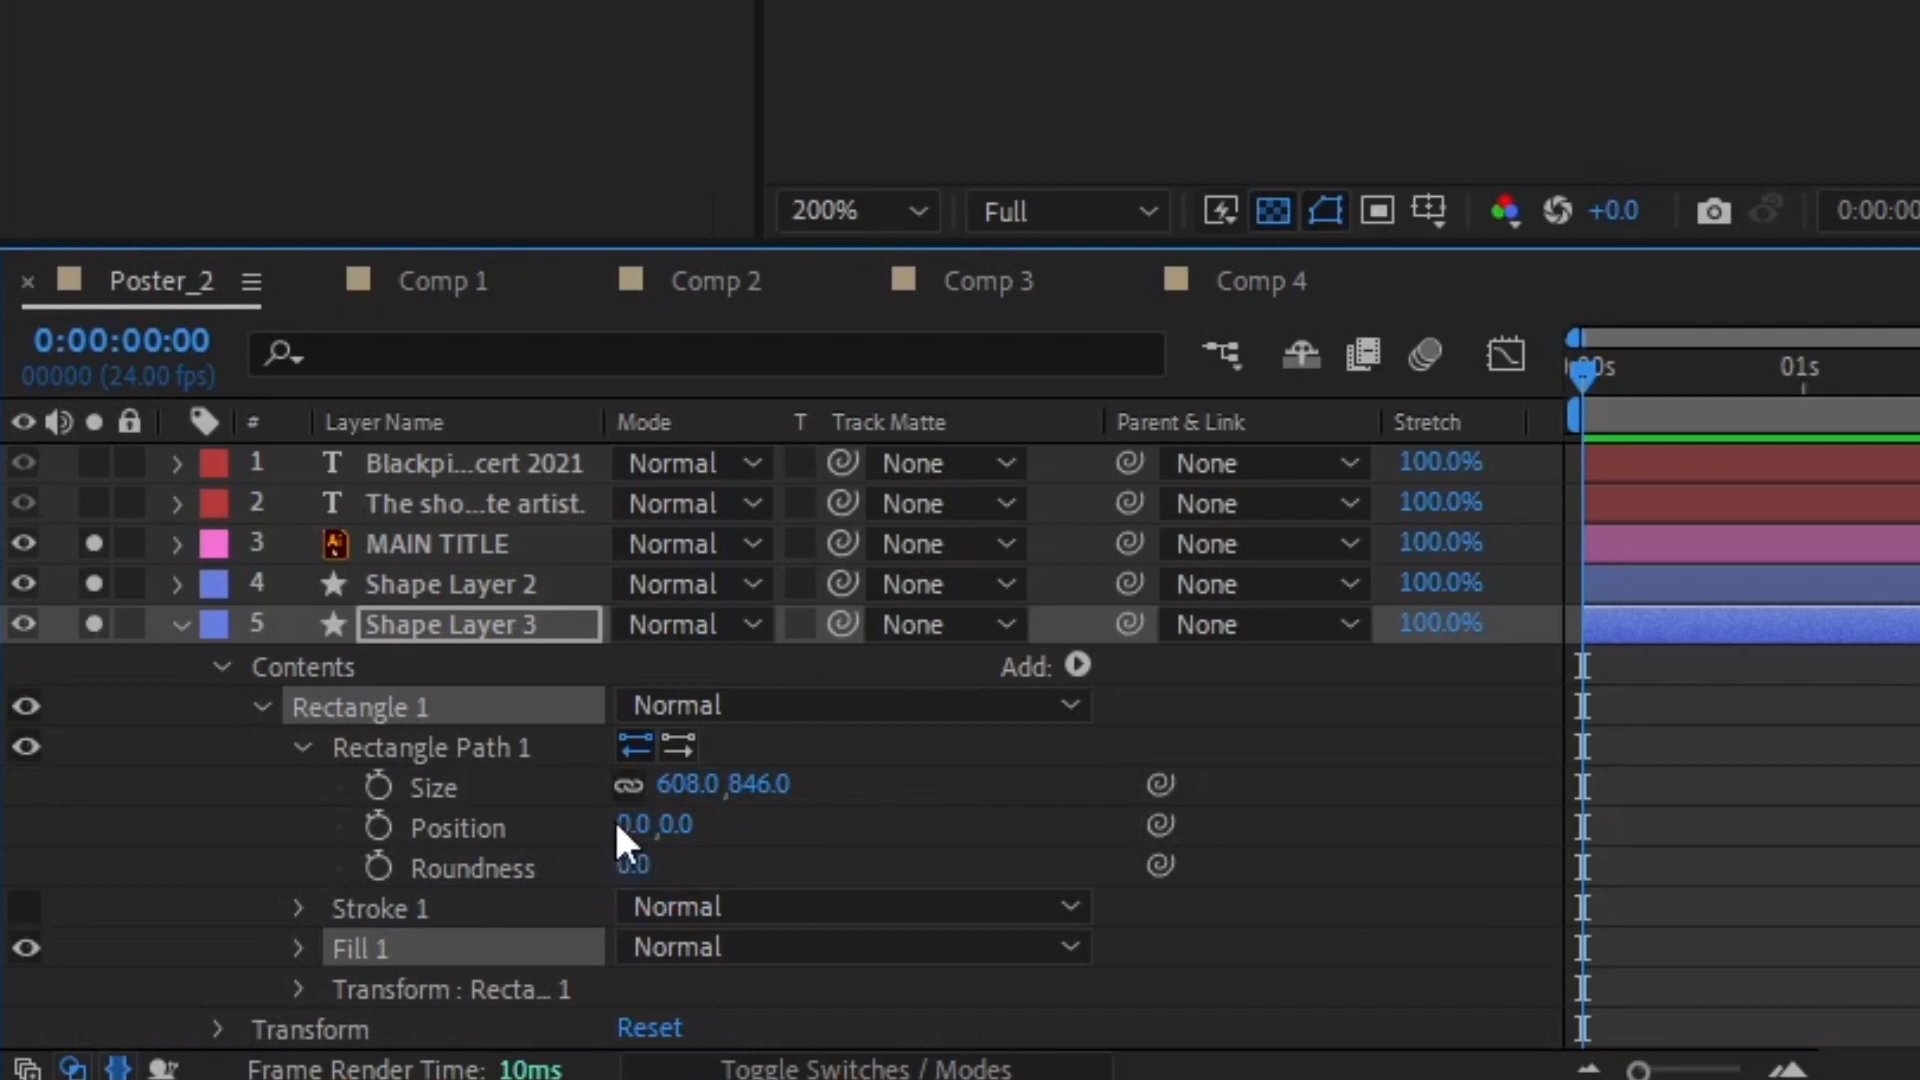 200% Full +0.0 0:00:00
Poster_2 Comp 1 Comp 2 Comp 3 Comp 4
0:00:00:00
00000 (24.00 fps)
00s 01s
# Layer Name Mode T Track Matte Parent & Link Stretch
1 T Blackpi...cert 2021 Normal None None 100.0%
2 T The sho...te artist. Normal None None 100.0%
3 Ai MAIN TITLE Normal None None 100.0%
4 Shape Layer 2 Normal None None 100.0%
5 Shape Layer 3 Normal None None 100.0%
Contents Add:
Rectangle 1 Normal
Rectangle Path 1
Size 608.0,846.0
Position 0.0,0.0
Roundness 0.0
Stroke 1 Normal
Fill 1 Normal
Transform : Recta... 1
Transform Reset
Frame Render Time: 10ms Toggle Switches / Modes